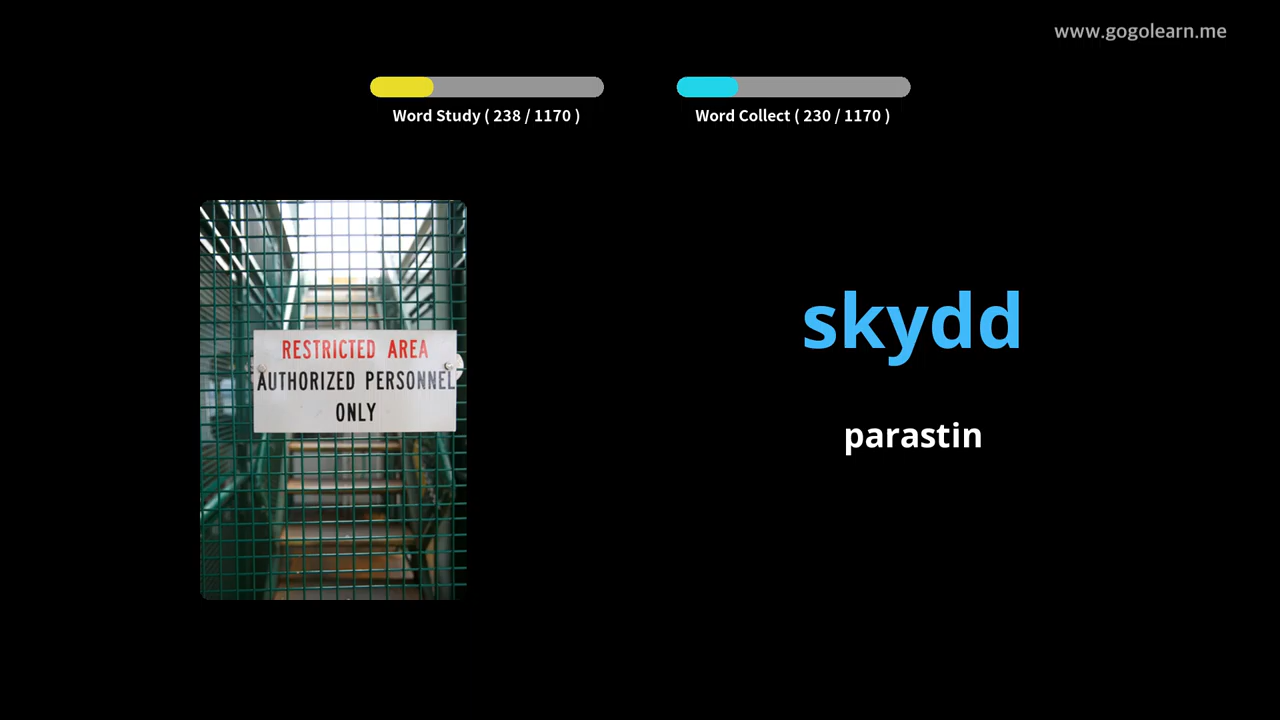 www.gogolearn.me
Word Study ( 238 / 1170 )
Word Collect ( 230 / 1170 )
RESTRICTED AREA
AUTHORIZED PERSONNEL
ONLY
skydd
parastin